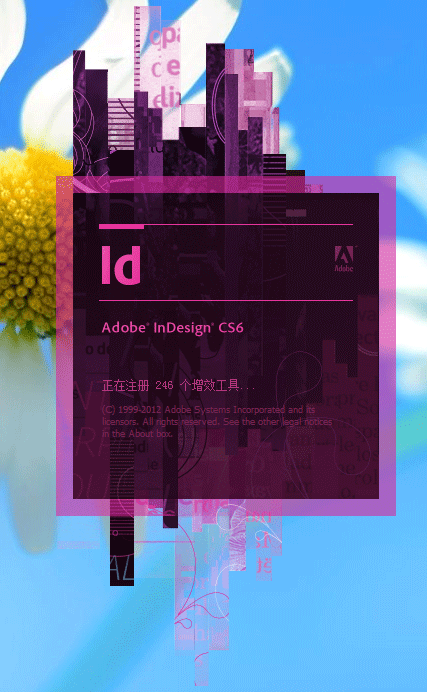 Id
Adobe
Adobe® InDesign® CS6
正在注册 246 个增效工具...
(C) 1999-2012 Adobe Systems Incorporated and its
licensors. All rights reserved. See the other legal notices
in the About box.